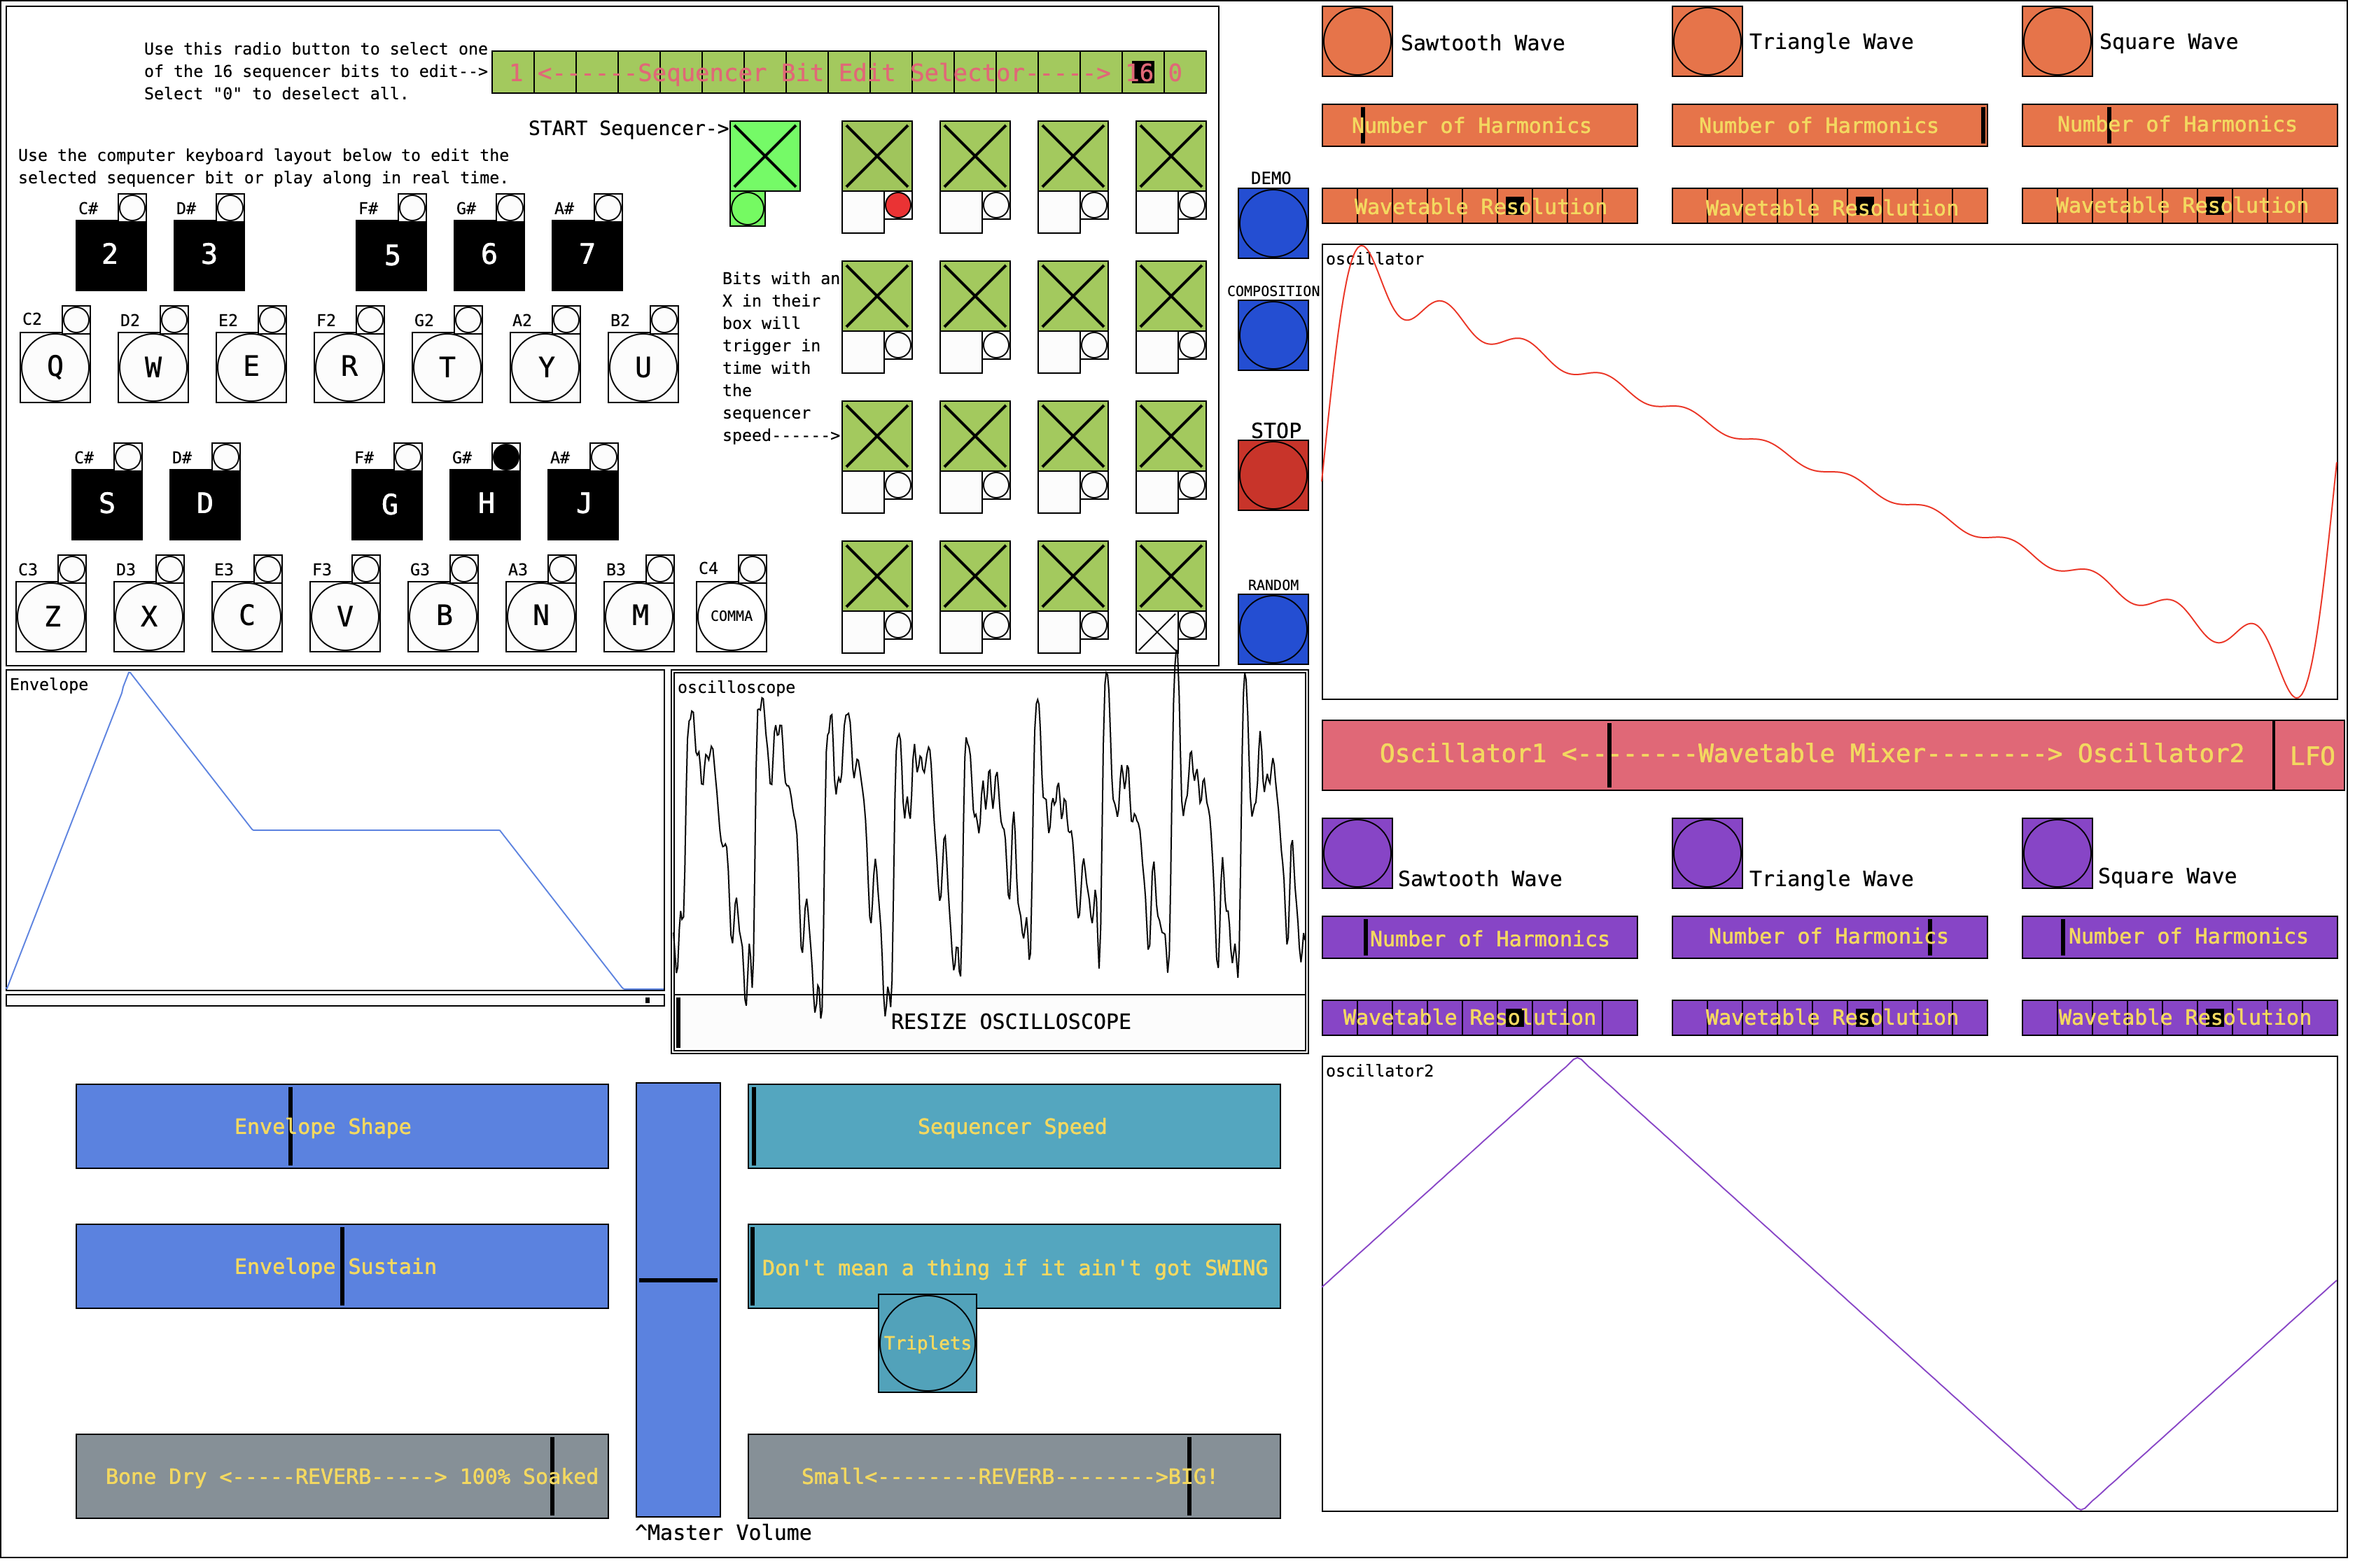 Use this radio button to select one
of the 16 sequencer bits to edit-->
Select "0" to deselect all.
1 <------Sequencer Bit Edit Selector-----> 16 0
START Sequencer->
Use the computer keyboard layout below to edit the
selected sequencer bit or play along in real time.
C# D# F# G# A#
2 3 5 6 7
C2 D2 E2 F2 G2 A2 B2
Q W E R T Y U
C# D# F# G# A#
S D G H J
C3 D3 E3 F3 G3 A3 B3 C4
Z X C V B N M COMMA
Bits with an
X in their
box will
trigger in
time with
the
sequencer
speed------>
DEMO
COMPOSITION
STOP
RANDOM
Sawtooth Wave Triangle Wave Square Wave
Number of Harmonics Number of Harmonics Number of Harmonics
Wavetable Resolution Wavetable Resolution Wavetable Resolution
oscillator
Envelope
oscilloscope
RESIZE OSCILLOSCOPE
Oscillator1 <--------Wavetable Mixer--------> Oscillator2 LFO
Sawtooth Wave Triangle Wave Square Wave
Number of Harmonics Number of Harmonics Number of Harmonics
Wavetable Resolution Wavetable Resolution Wavetable Resolution
oscillator2
Envelope Shape
Sequencer Speed
Envelope Sustain
Don't mean a thing if it ain't got SWING
Triplets
Bone Dry <-----REVERB-----> 100% Soaked
Small<--------REVERB-------->BIG!
^Master Volume